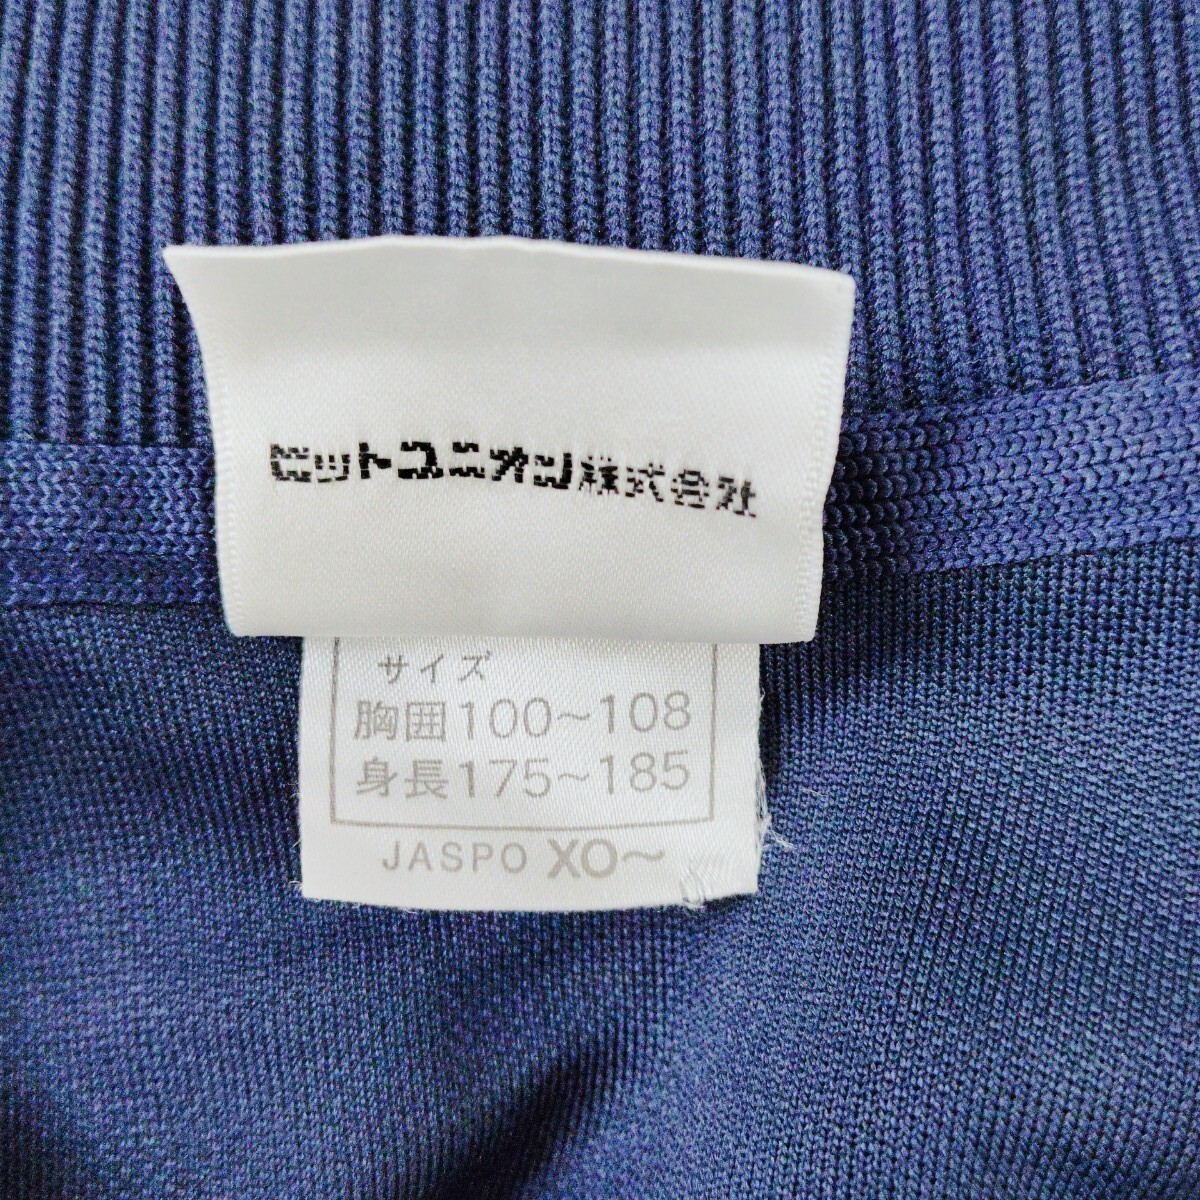 ヒットユニオン株式会社
サイズ
胸囲100~108
身長175~185
JASPO XO~